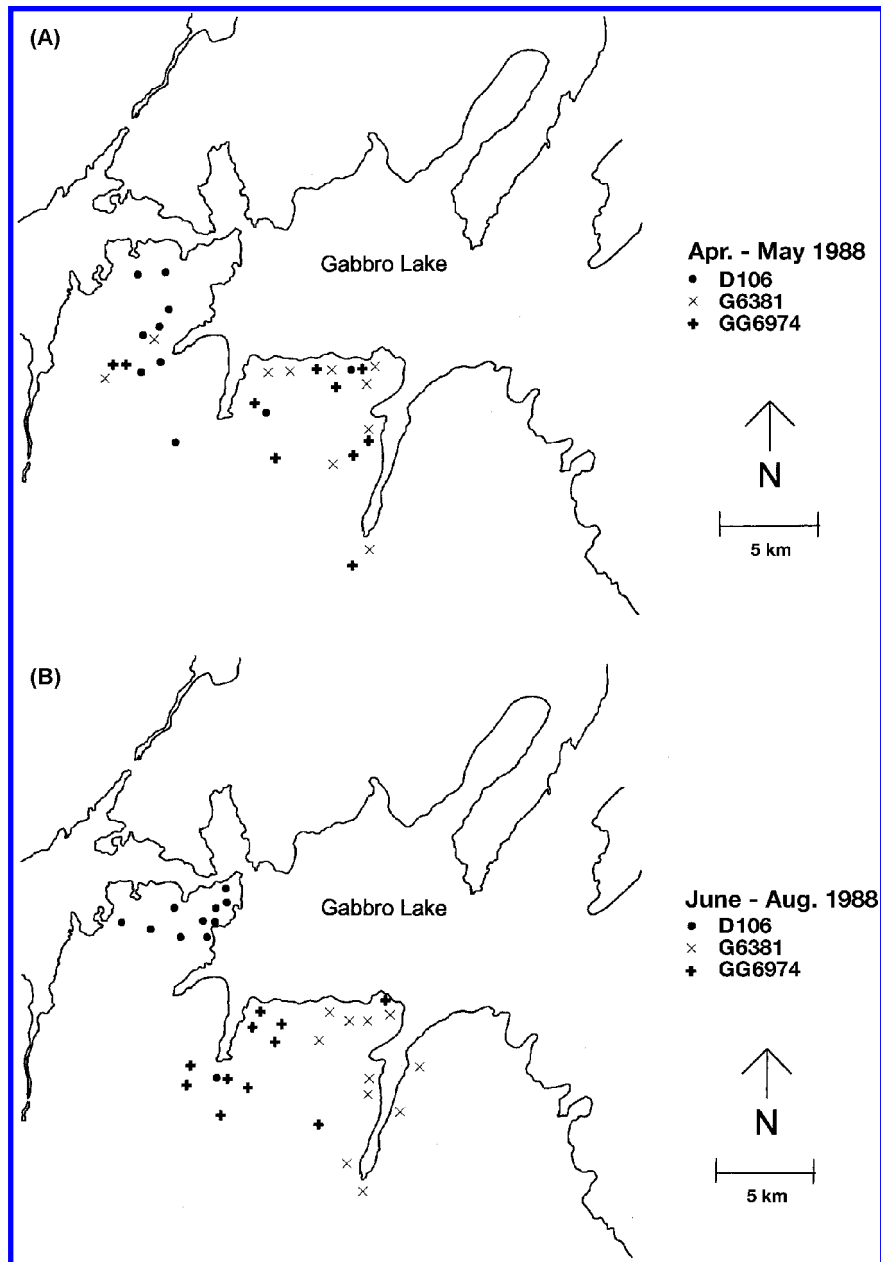 (A)
Gabbro Lake
Apr. - May 1988
D106
G6381
GG6974
N
5 km
(B)
Gabbro Lake
June - Aug. 1988
D106
G6381
GG6974
N
5 km